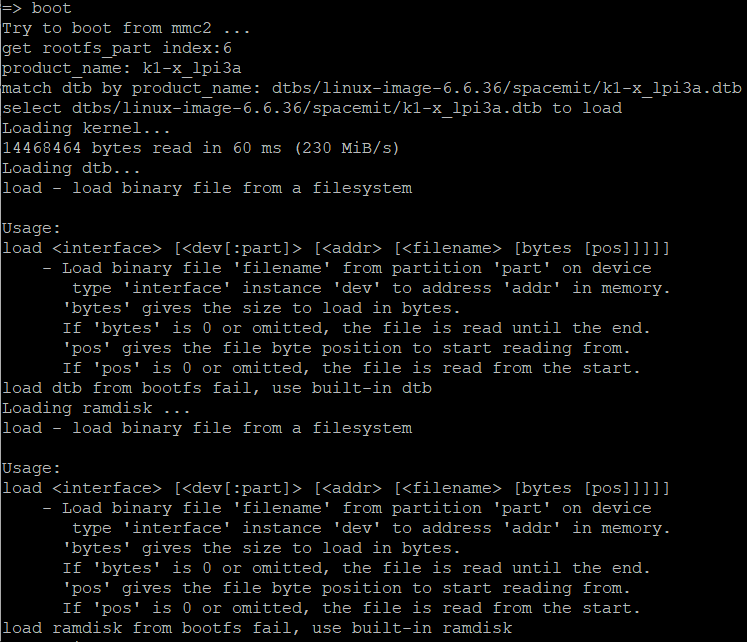 => boot
Try to boot from mmc2 ...
get rootfs_part index:6
product_name: k1-x_lpi3a
match dtb by product_name: dtbs/linux-image-6.6.36/spacemit/k1-x_lpi3a.dtb
select dtbs/linux-image-6.6.36/spacemit/k1-x_lpi3a.dtb to load
Loading kernel...
14468464 bytes read in 60 ms (230 MiB/s)
Loading dtb...
load - load binary file from a filesystem

Usage:
load <interface> [<dev[:part]> [<addr> [<filename> [bytes [pos]]]]]
    - Load binary file 'filename' from partition 'part' on device
       type 'interface' instance 'dev' to address 'addr' in memory.
      'bytes' gives the size to load in bytes.
      If 'bytes' is 0 or omitted, the file is read until the end.
      'pos' gives the file byte position to start reading from.
      If 'pos' is 0 or omitted, the file is read from the start.
load dtb from bootfs fail, use built-in dtb
Loading ramdisk ...
load - load binary file from a filesystem

Usage:
load <interface> [<dev[:part]> [<addr> [<filename> [bytes [pos]]]]]
    - Load binary file 'filename' from partition 'part' on device
       type 'interface' instance 'dev' to address 'addr' in memory.
      'bytes' gives the size to load in bytes.
      If 'bytes' is 0 or omitted, the file is read until the end.
      'pos' gives the file byte position to start reading from.
      If 'pos' is 0 or omitted, the file is read from the start.
load ramdisk from bootfs fail, use built-in ramdisk